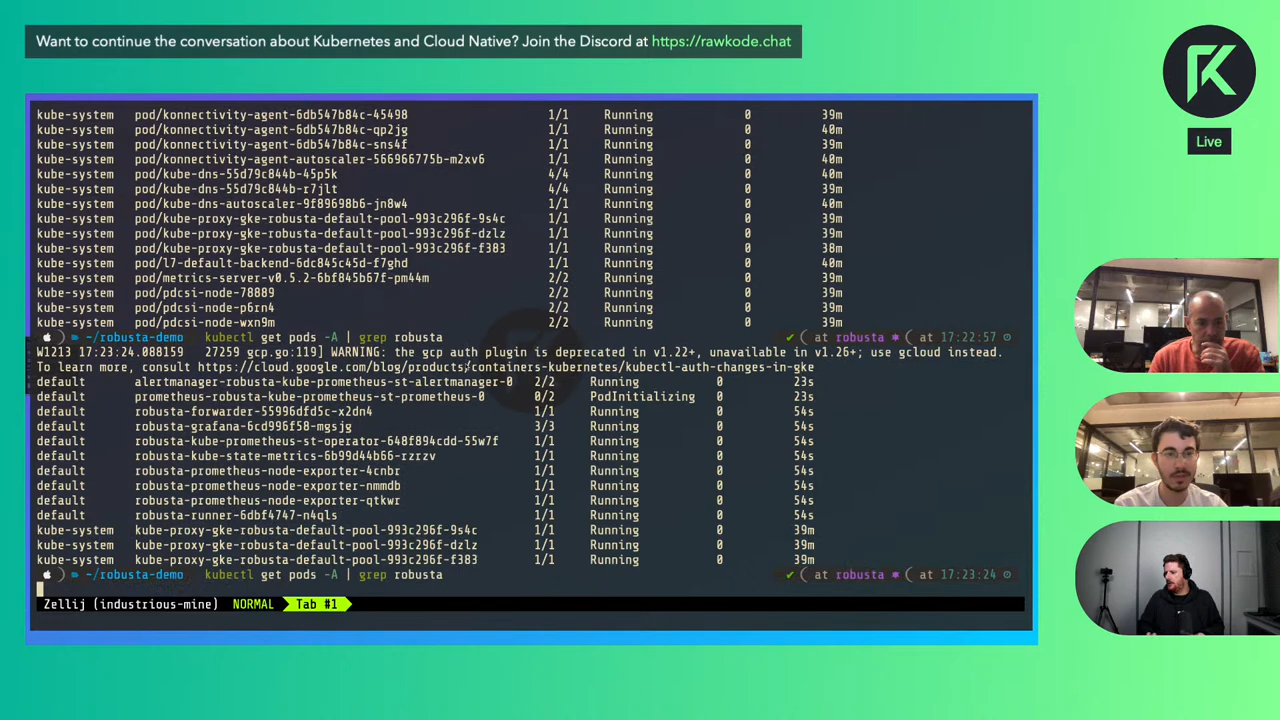 Want to continue the conversation about Kubernetes and Cloud Native? Join the Discord at https://rawkode.chat
Live
kube-system pod/konnectivity-agent-6db547b84c-45498 1/1 Running 0 39m
kube-system pod/konnectivity-agent-6db547b84c-qp2jg 1/1 Running 0 40m
kube-system pod/konnectivity-agent-6db547b84c-sns4f 1/1 Running 0 39m
kube-system pod/konnectivity-agent-autoscaler-566966775b-m2xv6 1/1 Running 0 40m
kube-system pod/kube-dns-55d79c844b-45p5k 4/4 Running 0 40m
kube-system pod/kube-dns-55d79c844b-r7jlt 4/4 Running 0 39m
kube-system pod/kube-dns-autoscaler-9f89698b6-jn8w4 1/1 Running 0 40m
kube-system pod/kube-proxy-gke-robusta-default-pool-993c296f-9s4c 1/1 Running 0 39m
kube-system pod/kube-proxy-gke-robusta-default-pool-993c296f-dzlz 1/1 Running 0 39m
kube-system pod/kube-proxy-gke-robusta-default-pool-993c296f-f383 1/1 Running 0 38m
kube-system pod/l7-default-backend-6dc845c45d-f7ghd 1/1 Running 0 39m
kube-system pod/metrics-server-v0.5.2-6bf845b67f-pm44m 2/2 Running 0 39m
kube-system pod/pdcsi-node-78889 2/2 Running 0 39m
kube-system pod/pdcsi-node-p6rn4 2/2 Running 0 39m
kube-system pod/pdcsi-node-wxn9m 2/2 Running 0 39m
~/robusta-demo kubectl get pods -A | grep robusta ✔ ( at robusta ⎈ ( at 17:22:57
W1213 17:23:24.088159 27259 gcp.go:119] WARNING: the gcp auth plugin is deprecated in v1.22+, unavailable in v1.26+; use gcloud instead.
To learn more, consult https://cloud.google.com/blog/products/containers-kubernetes/kubectl-auth-changes-in-gke
default alertmanager-robusta-kube-prometheus-st-alertmanager-0 2/2 Running 0 23s
default prometheus-robusta-kube-prometheus-st-prometheus-0 0/2 PodInitializing 0 23s
default robusta-forwarder-55996dfd5c-x2dn4 1/1 Running 0 54s
default robusta-grafana-6cd996f58-mgsjg 3/3 Running 0 54s
default robusta-kube-prometheus-st-operator-648f894cdd-55w7f 1/1 Running 0 54s
default robusta-kube-state-metrics-6b99d44b66-rzrzv 1/1 Running 0 54s
default robusta-prometheus-node-exporter-4cnbr 1/1 Running 0 54s
default robusta-prometheus-node-exporter-nmmdb 1/1 Running 0 54s
default robusta-prometheus-node-exporter-qtkwr 1/1 Running 0 54s
default robusta-runner-6dbf4747-n4qls 1/1 Running 0 54s
kube-system kube-proxy-gke-robusta-default-pool-993c296f-9s4c 1/1 Running 0 39m
kube-system kube-proxy-gke-robusta-default-pool-993c296f-dzlz 1/1 Running 0 39m
kube-system kube-proxy-gke-robusta-default-pool-993c296f-f383 1/1 Running 0 39m
~/robusta-demo kubectl get pods -A | grep robusta ✔ ( at robusta ⎈ ( at 17:23:24
Zellij (industrious-mine) NORMAL Tab #1